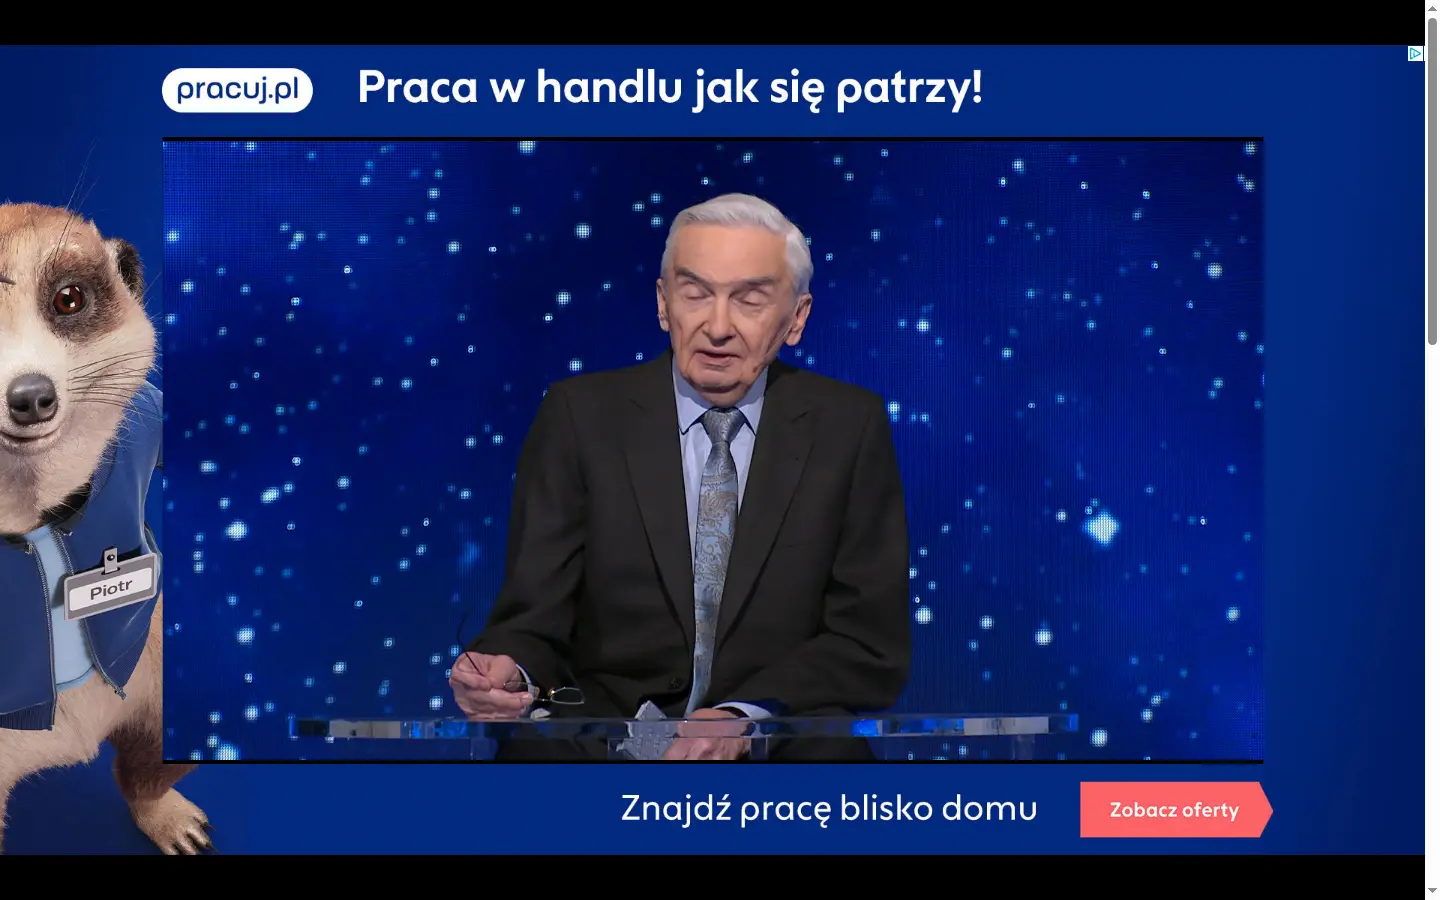 pracuj.pl
Praca w handlu jak się patrzy!
Piotr
Znajdź pracę blisko domu
Zobacz oferty